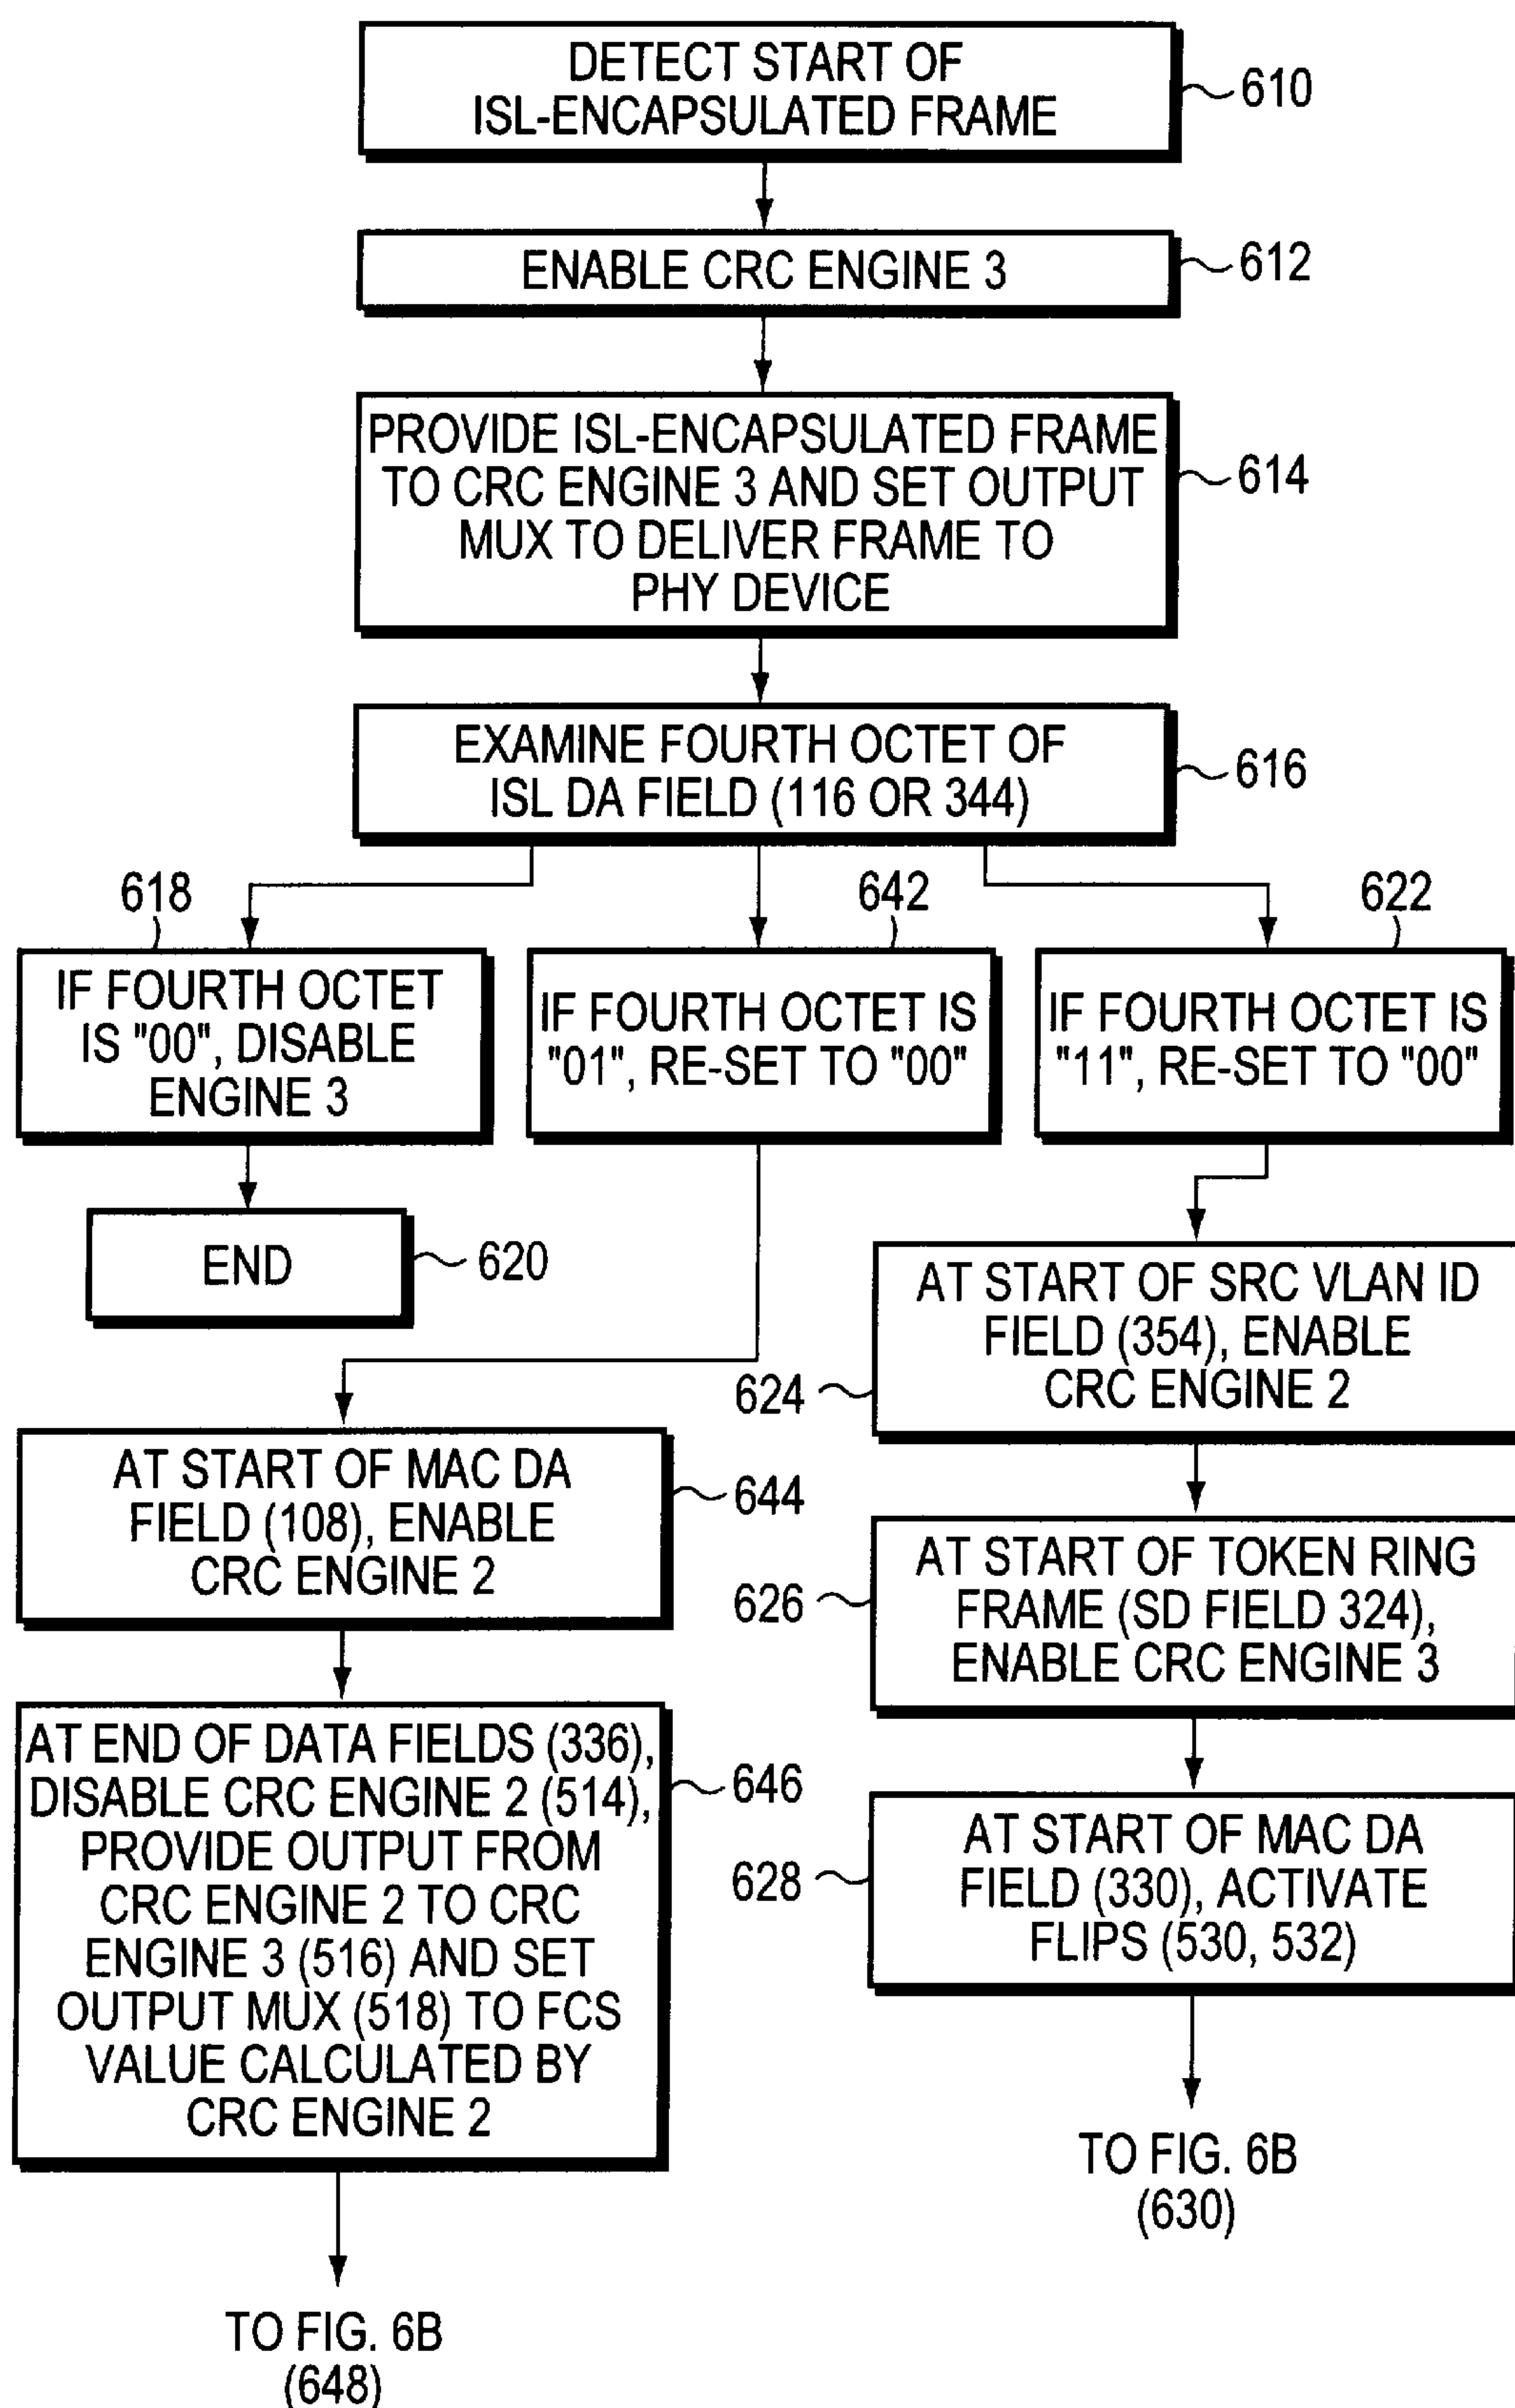 DETECT START OF
ISL-ENCAPSULATED FRAME
610
ENABLE CRC ENGINE 3
612
PROVIDE ISL-ENCAPSULATED FRAME
TO CRC ENGINE 3 AND SET OUTPUT
MUX TO DELIVER FRAME TO
PHY DEVICE
614
EXAMINE FOURTH OCTET OF
ISL DA FIELD (116 OR 344)
616
618
IF FOURTH OCTET
IS "00", DISABLE
ENGINE 3
642
IF FOURTH OCTET IS
"01", RE-SET TO "00"
622
IF FOURTH OCTET IS
"11", RE-SET TO "00"
END
620
AT START OF SRC VLAN ID
FIELD (354), ENABLE
CRC ENGINE 2
624
AT START OF MAC DA
FIELD (108), ENABLE
CRC ENGINE 2
644
AT START OF TOKEN RING
FRAME (SD FIELD 324),
ENABLE CRC ENGINE 3
626
AT END OF DATA FIELDS (336),
DISABLE CRC ENGINE 2 (514),
PROVIDE OUTPUT FROM
CRC ENGINE 2 TO CRC
ENGINE 3 (516) AND SET
OUTPUT MUX (518) TO FCS
VALUE CALCULATED BY
CRC ENGINE 2
646
AT START OF MAC DA
FIELD (330), ACTIVATE
FLIPS (530, 532)
628
TO FIG. 6B
(630)
TO FIG. 6B
(648)